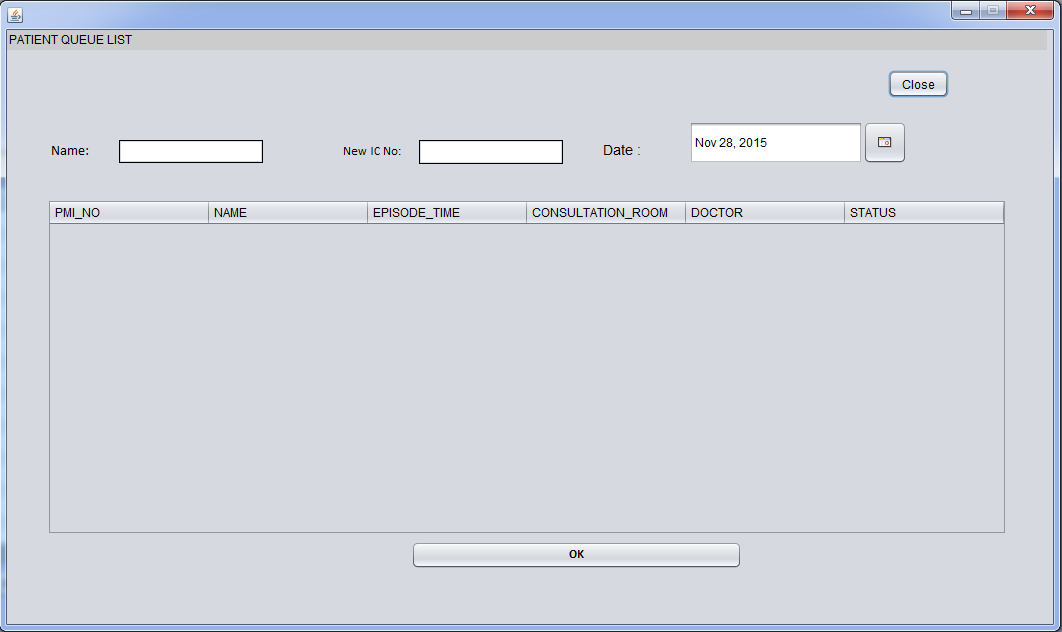 PATIENT QUEUE LIST
Close
Name: New IC No: Date : Nov 28, 2015
PMI_NO NAME EPISODE_TIME CONSULTATION_ROOM DOCTOR STATUS
OK